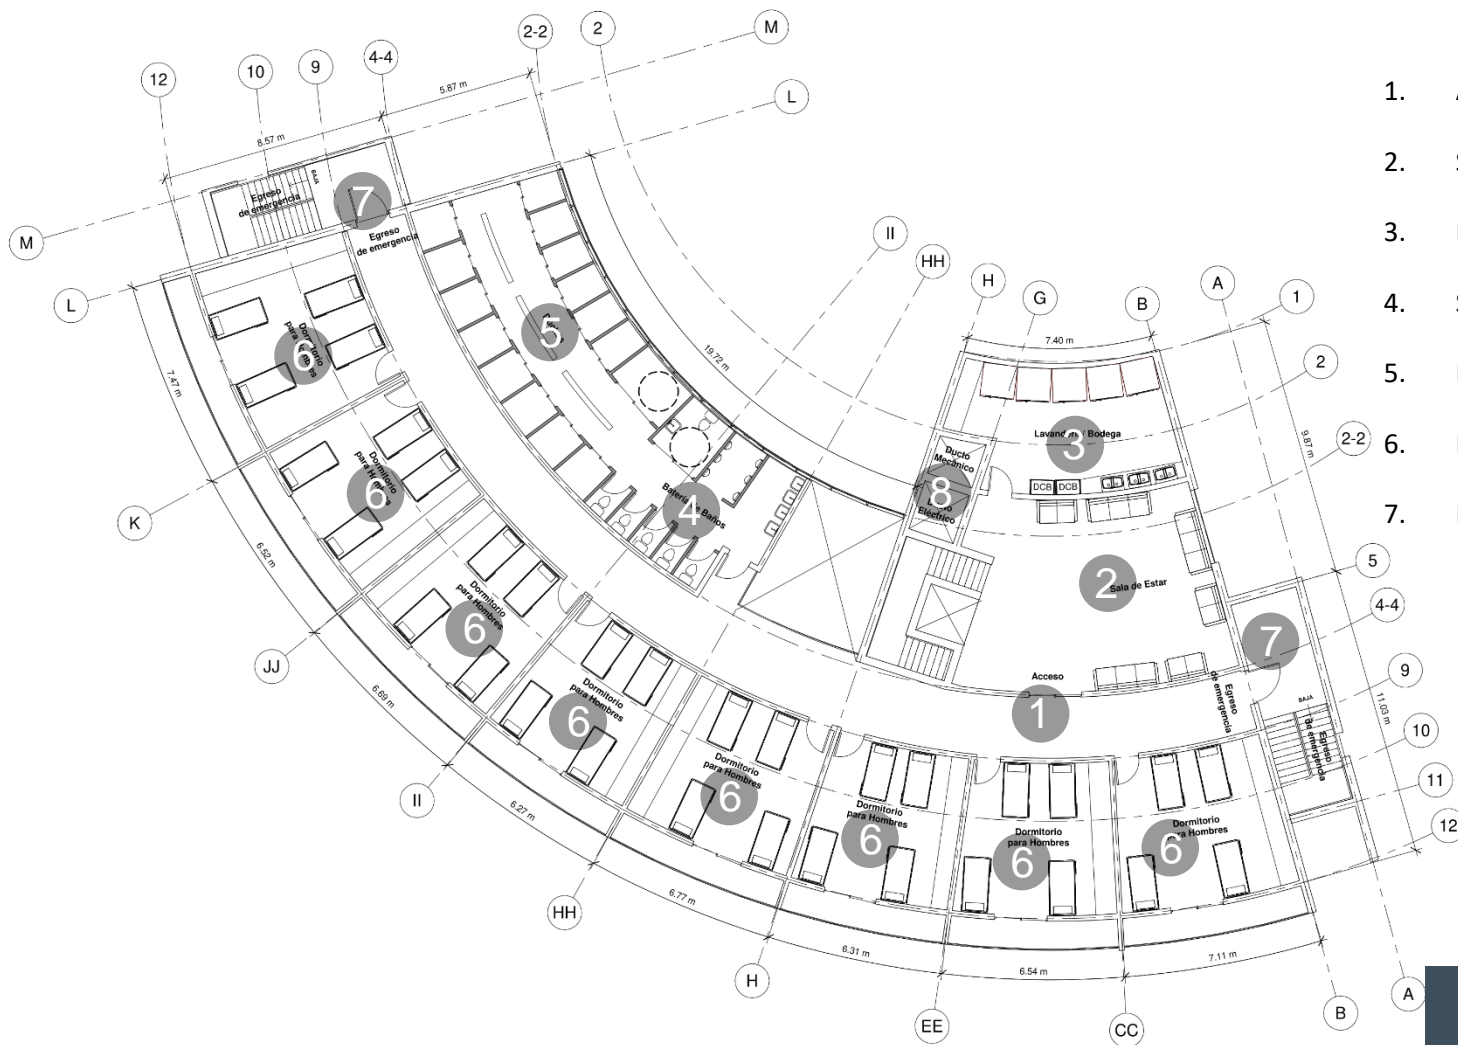 2-2
2
M
12
10
9
4-4
5.87 m
8.57 m
L
BAJA
Egreso
de emergencia
7
Egreso
de emergencia
M
L
II
HH
H
G
B
A
1
7.40 m
2
2-2
9.87 m
19.72 m
5
Dormitorio
para Hombres
6
7.47 m
Lavandería/Bodega
3
Ducto
Mecánico
8
Eléctrico
DCB
DCB
Dormitorio
para Hombres
6
K
6.52 m
Batería de Baños
4
Sala de Estar
2
5
4-4
7
Dormitorio
para Hombres
6
JJ
6.69 m
Acceso
1
Egreso
de emergencia
BAJA
Egreso
de emergencia
9
11.03 m
10
11
12
Dormitorio
para Hombres
6
II
6.27 m
Dormitorio
para Hombres
6
HH
6.77 m
Dormitorio
para Hombres
6
H
6.31 m
Dormitorio
para Hombres
6
EE
6.54 m
Dormitorio
para Hombres
6
CC
7.11 m
B
A
1.
2.
3.
4.
5.
6.
7.